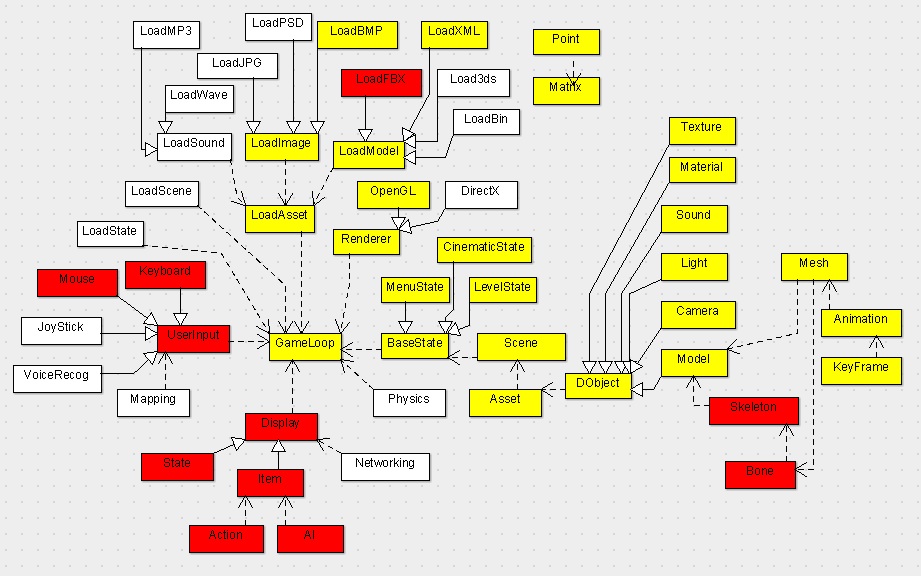 LoadMP3
LoadPSD
LoadBMP
LoadXML
Point
LoadJPG
LoadFBX
Load3ds
Matrix
LoadWave
LoadBin
Texture
LoadSound
LoadImage
LoadModel
Material
LoadScene
OpenGL
DirectX
LoadAsset
Sound
LoadState
Renderer
CinematicState
Light
Mesh
Mouse
Keyboard
MenuState
LevelState
Camera
Animation
JoyStick
UserInput
GameLoop
BaseState
Scene
Model
KeyFrame
VoiceRecog
DObject
Mapping
Physics
Asset
Skeleton
Display
State
Networking
Bone
Item
Action
AI